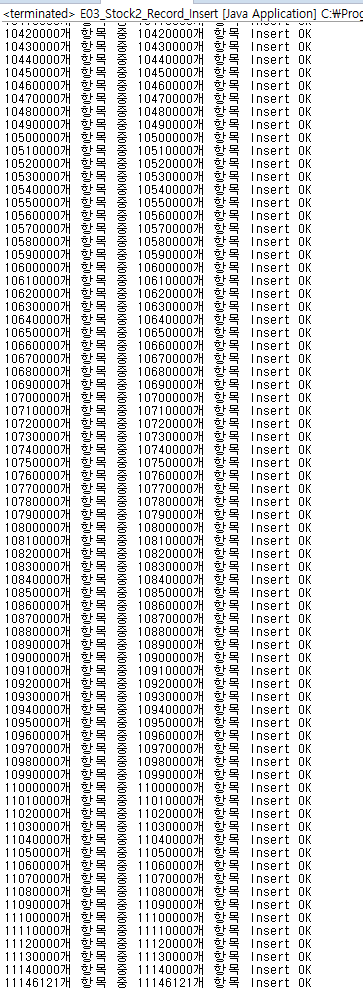 <terminated> E03_Stock2_Record_Insert [Java Application] C:₩Prog
10420000개 항목 중 10420000개 항목 Insert OK
10430000개 항목 중 10430000개 항목 Insert OK
10440000개 항목 중 10440000개 항목 Insert OK
10450000개 항목 중 10450000개 항목 Insert OK
10460000개 항목 중 10460000개 항목 Insert OK
10470000개 항목 중 10470000개 항목 Insert OK
10480000개 항목 중 10480000개 항목 Insert OK
10490000개 항목 중 10490000개 항목 Insert OK
10500000개 항목 중 10500000개 항목 Insert OK
10510000개 항목 중 10510000개 항목 Insert OK
10520000개 항목 중 10520000개 항목 Insert OK
10530000개 항목 중 10530000개 항목 Insert OK
10540000개 항목 중 10540000개 항목 Insert OK
10550000개 항목 중 10550000개 항목 Insert OK
10560000개 항목 중 10560000개 항목 Insert OK
10570000개 항목 중 10570000개 항목 Insert OK
10580000개 항목 중 10580000개 항목 Insert OK
10590000개 항목 중 10590000개 항목 Insert OK
10600000개 항목 중 10600000개 항목 Insert OK
10610000개 항목 중 10610000개 항목 Insert OK
10620000개 항목 중 10620000개 항목 Insert OK
10630000개 항목 중 10630000개 항목 Insert OK
10640000개 항목 중 10640000개 항목 Insert OK
10650000개 항목 중 10650000개 항목 Insert OK
10660000개 항목 중 10660000개 항목 Insert OK
10670000개 항목 중 10670000개 항목 Insert OK
10680000개 항목 중 10680000개 항목 Insert OK
10690000개 항목 중 10690000개 항목 Insert OK
10700000개 항목 중 10700000개 항목 Insert OK
10710000개 항목 중 10710000개 항목 Insert OK
10720000개 항목 중 10720000개 항목 Insert OK
10730000개 항목 중 10730000개 항목 Insert OK
10740000개 항목 중 10740000개 항목 Insert OK
10750000개 항목 중 10750000개 항목 Insert OK
10760000개 항목 중 10760000개 항목 Insert OK
10770000개 항목 중 10770000개 항목 Insert OK
10780000개 항목 중 10780000개 항목 Insert OK
10790000개 항목 중 10790000개 항목 Insert OK
10800000개 항목 중 10800000개 항목 Insert OK
10810000개 항목 중 10810000개 항목 Insert OK
10820000개 항목 중 10820000개 항목 Insert OK
10830000개 항목 중 10830000개 항목 Insert OK
10840000개 항목 중 10840000개 항목 Insert OK
10850000개 항목 중 10850000개 항목 Insert OK
10860000개 항목 중 10860000개 항목 Insert OK
10870000개 항목 중 10870000개 항목 Insert OK
10880000개 항목 중 10880000개 항목 Insert OK
10890000개 항목 중 10890000개 항목 Insert OK
10900000개 항목 중 10900000개 항목 Insert OK
10910000개 항목 중 10910000개 항목 Insert OK
10920000개 항목 중 10920000개 항목 Insert OK
10930000개 항목 중 10930000개 항목 Insert OK
10940000개 항목 중 10940000개 항목 Insert OK
10950000개 항목 중 10950000개 항목 Insert OK
10960000개 항목 중 10960000개 항목 Insert OK
10970000개 항목 중 10970000개 항목 Insert OK
10980000개 항목 중 10980000개 항목 Insert OK
10990000개 항목 중 10990000개 항목 Insert OK
11000000개 항목 중 11000000개 항목 Insert OK
11010000개 항목 중 11010000개 항목 Insert OK
11020000개 항목 중 11020000개 항목 Insert OK
11030000개 항목 중 11030000개 항목 Insert OK
11040000개 항목 중 11040000개 항목 Insert OK
11050000개 항목 중 11050000개 항목 Insert OK
11060000개 항목 중 11060000개 항목 Insert OK
11070000개 항목 중 11070000개 항목 Insert OK
11080000개 항목 중 11080000개 항목 Insert OK
11090000개 항목 중 11090000개 항목 Insert OK
11100000개 항목 중 11100000개 항목 Insert OK
11110000개 항목 중 11110000개 항목 Insert OK
11120000개 항목 중 11120000개 항목 Insert OK
11130000개 항목 중 11130000개 항목 Insert OK
11140000개 항목 중 11140000개 항목 Insert OK
11146121개 항목 중 11146121개 항목 Insert OK